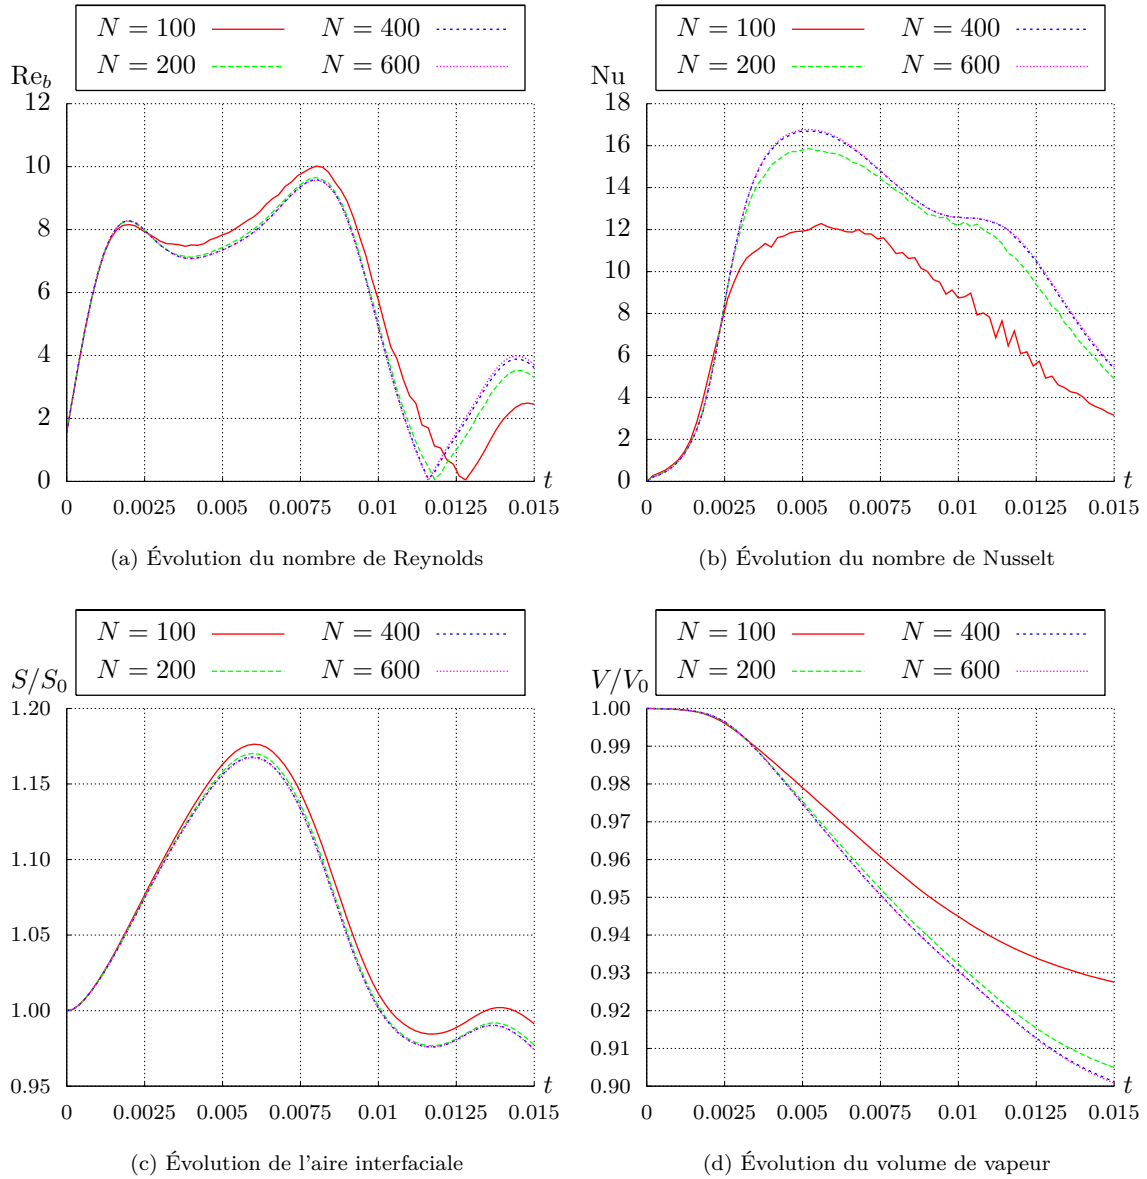 N = 100 N = 400
N = 200 N = 600
Re_b
12
10
8
6
4
2
0
t
0 0.0025 0.005 0.0075 0.01 0.0125 0.015
(a) Évolution du nombre de Reynolds
N = 100 N = 400
N = 200 N = 600
Nu
18
16
14
12
10
8
6
4
2
0
t
0 0.0025 0.005 0.0075 0.01 0.0125 0.015
(b) Évolution du nombre de Nusselt
N = 100 N = 400
N = 200 N = 600
S/S_0
1.20
1.15
1.10
1.05
1.00
0.95
t
0 0.0025 0.005 0.0075 0.01 0.0125 0.015
(c) Évolution de l'aire interfaciale
N = 100 N = 400
N = 200 N = 600
V/V_0
1.00
0.99
0.98
0.97
0.96
0.95
0.94
0.93
0.92
0.91
0.90
t
0 0.0025 0.005 0.0075 0.01 0.0125 0.015
(d) Évolution du volume de vapeur